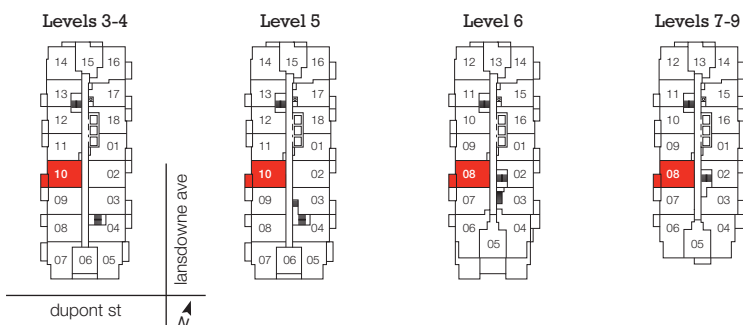 Levels 3-4
14 15 16
13 17
12 18
11 01
10 02
09 03
08 04
07 06 05
Level 5
14 15 16
13 17
12 18
11 01
10 02
09 03
08 04
07 06 05
Level 6
12 13 14
11 15
10 16
09 01
08 02
07 03
06 04
05
Levels 7-9
12 13 14
11 15
10 16
09 01
08 02
07 03
06 04
05
lansdowne ave
dupont st
N